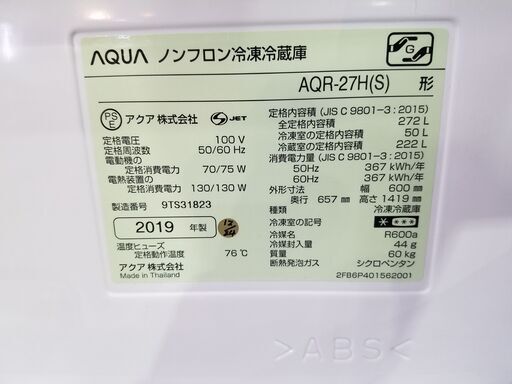 AQUA ノンフロン冷凍冷蔵庫
G
AQR-27H(S) 形
PS
E
アクア 株式会社 S JET
定格電圧 100 V
定格周波数 50/60 Hz
電動機の
定格消費電力 70/75 W
電熱装置の
定格消費電力 130/130 W
製造番号 9TS31823
2019 年製
温度ヒューズ
定格動作温度 76℃
アクア 株式会社
Made in Thailand
定格内容積 (JIS C 9801-3 : 2015)
全定格内容積 272 L
冷凍室の定格内容積 50 L
冷蔵室の定格内容積 222 L
消費電力量 (JIS C 9801-3 : 2015)
50Hz 367 kWh/年
60Hz 367 kWh/年
外形寸法 : 幅 600 mm
奥行 657 mm 高さ 1419 mm
種類 冷凍冷蔵庫
冷凍室の記号 * ***
冷媒名 R600a
冷媒封入量 44 g
質量 60 kg
断熱発泡ガス シクロペンタン
2FB6P401562001
>ABS<